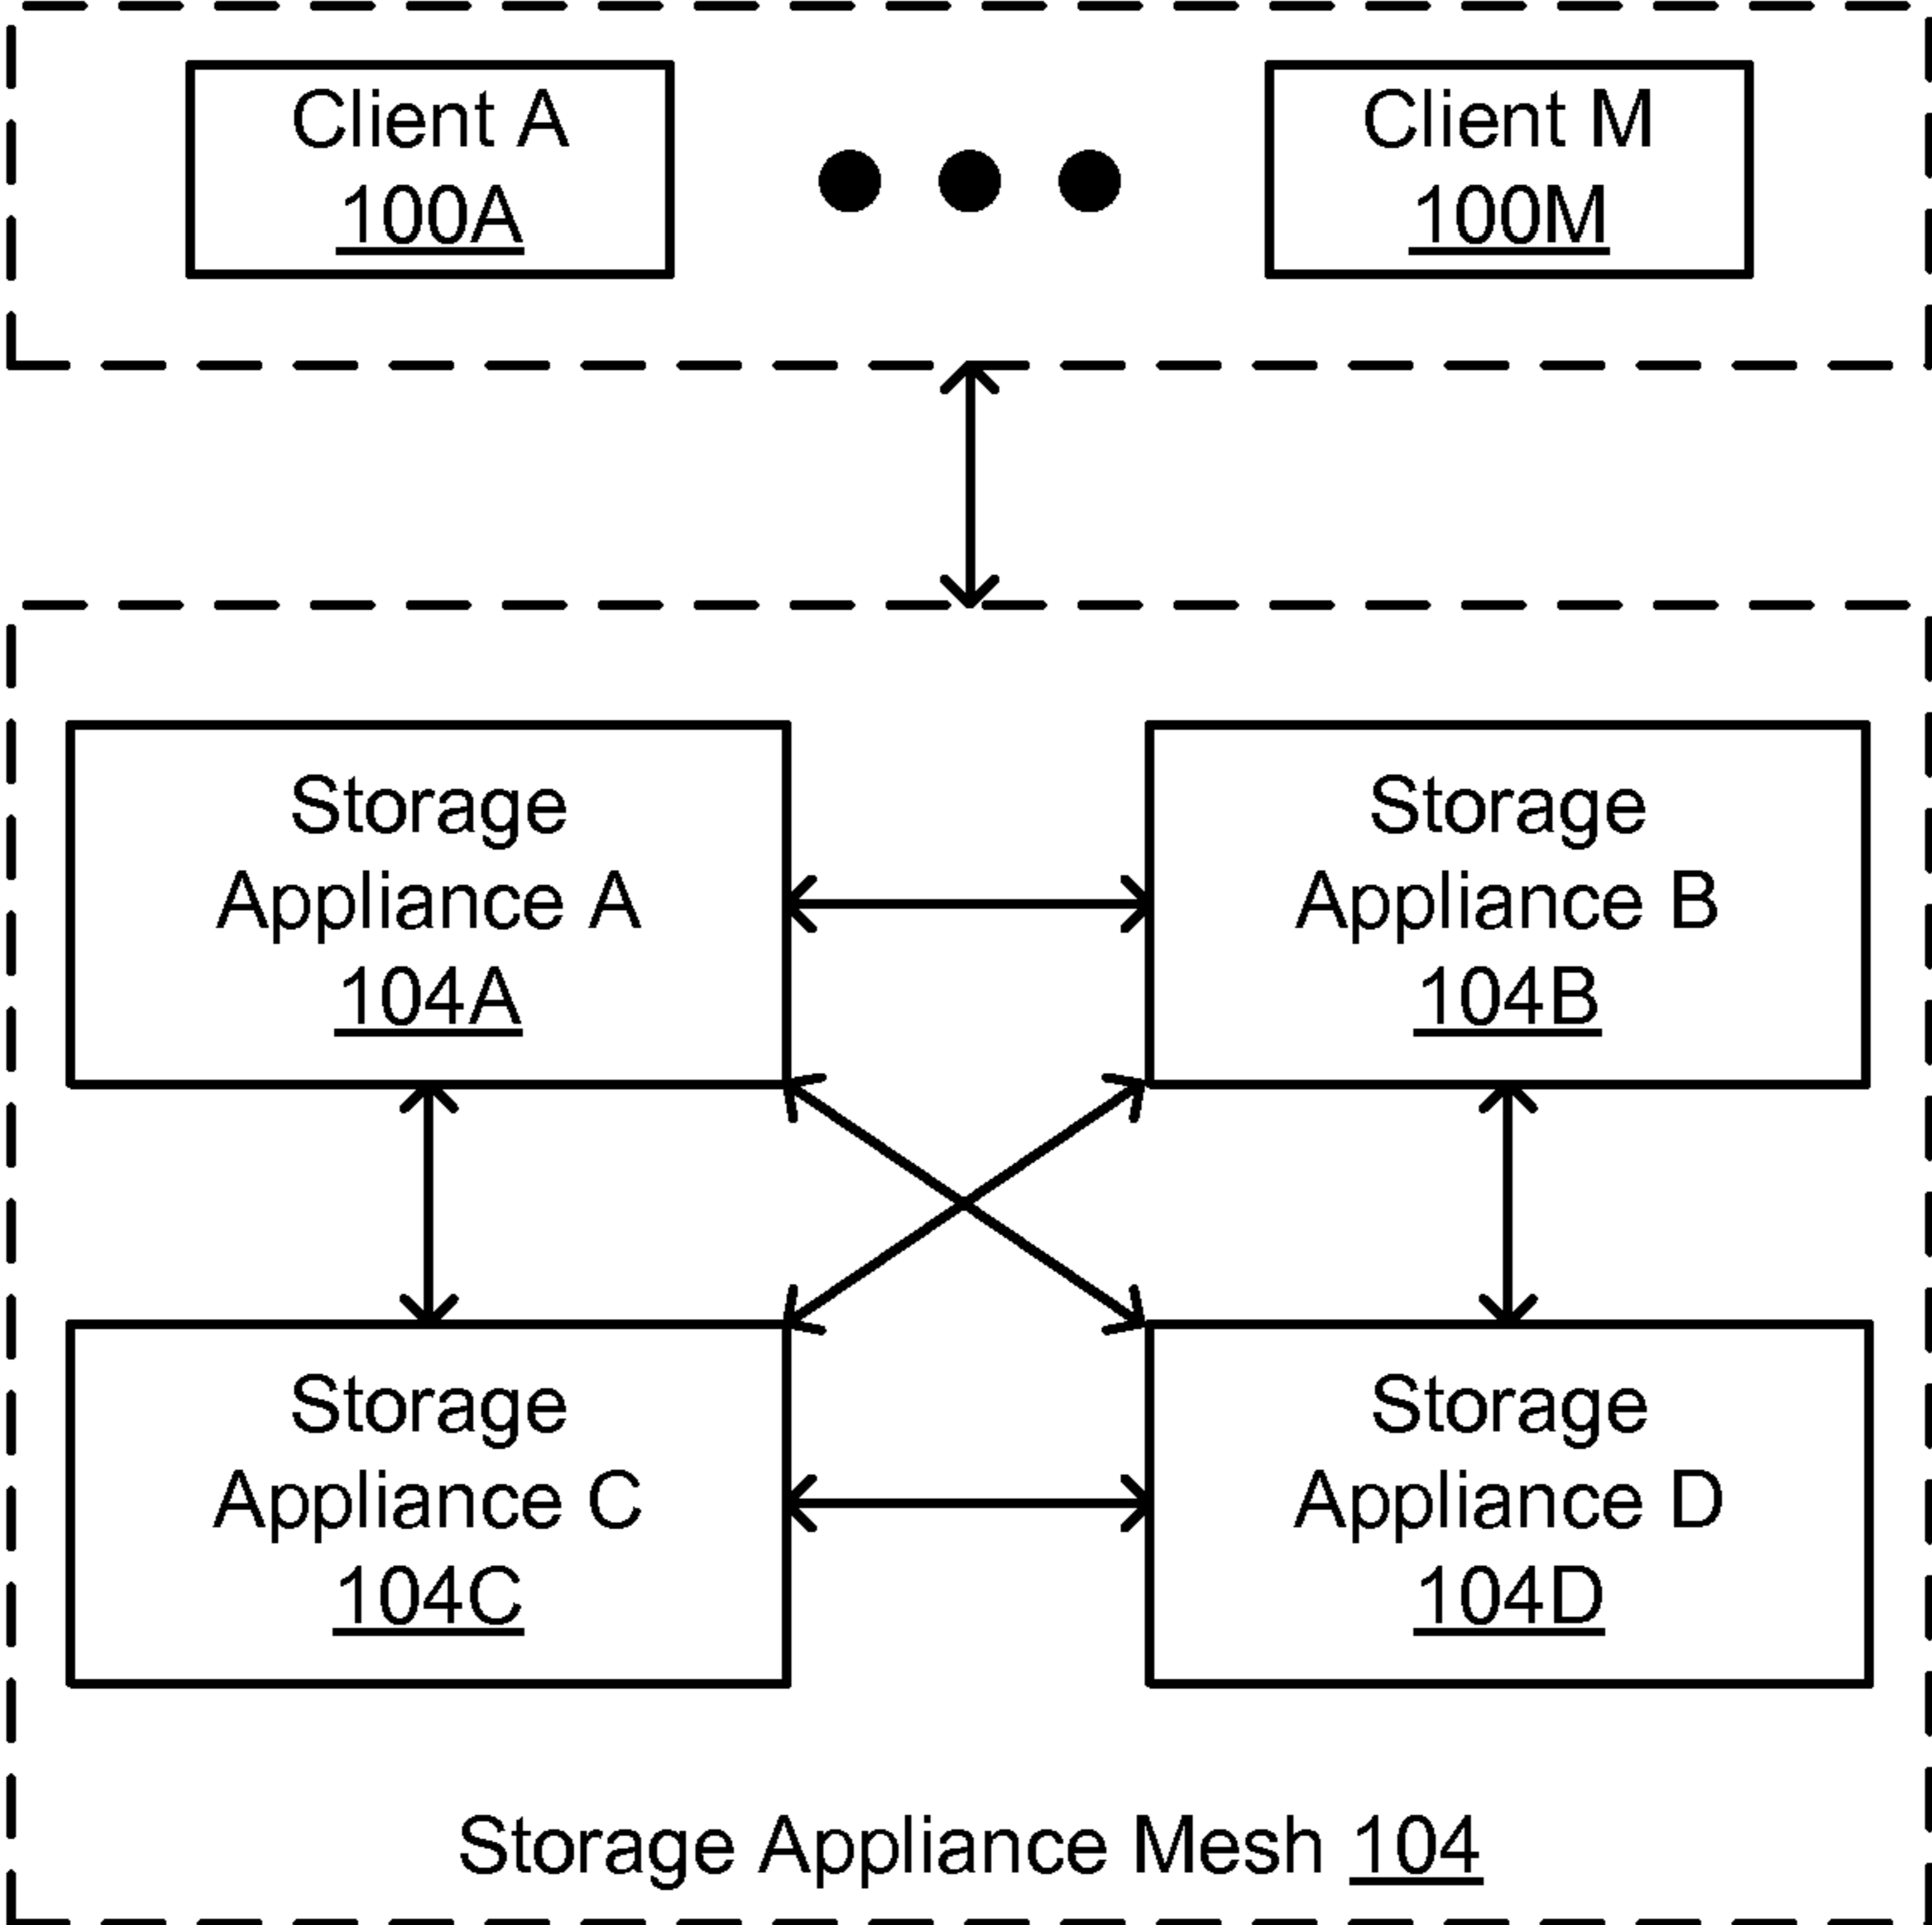 Client A
100A
Client M
100M
Storage
Appliance A
104A
Storage
Appliance B
104B
Storage
Appliance C
104C
Storage
Appliance D
104D
Storage Appliance Mesh 104